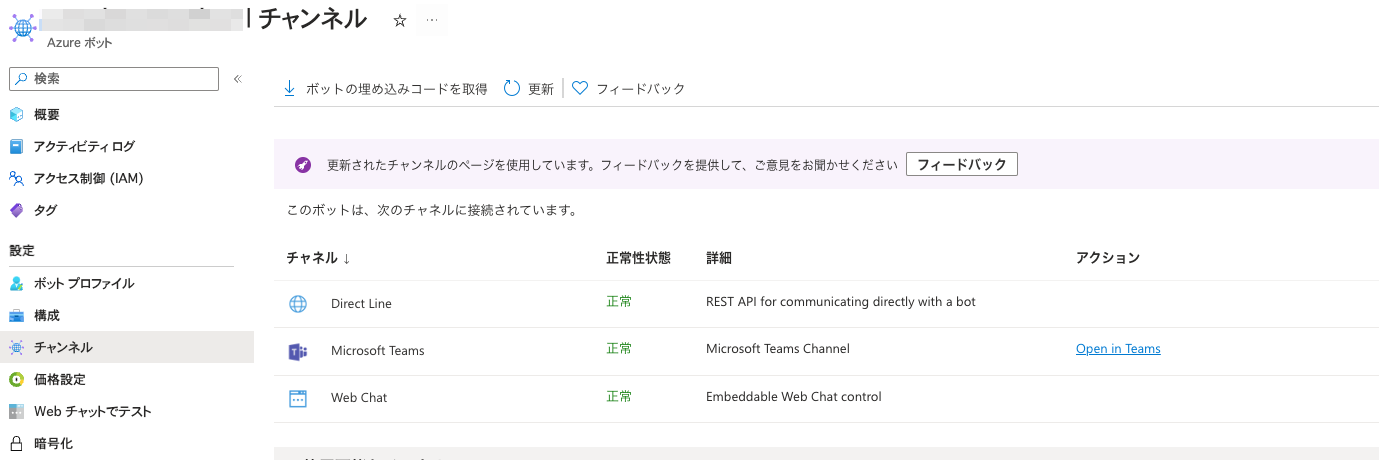 | チャンネル
Azure ボット
検索
概要
アクティビティ ログ
アクセス制御 (IAM)
タグ
設定
ボット プロファイル
構成
チャンネル
価格設定
Web チャットでテスト
暗号化
ボットの埋め込みコードを取得 更新 フィードバック
更新されたチャンネルのページを使用しています。フィードバックを提供して、ご意見をお聞かせください フィードバック
このボットは、次のチャネルに接続されています。
チャネル ↓ 正常性状態 詳細 アクション
Direct Line 正常 REST API for communicating directly with a bot
Microsoft Teams 正常 Microsoft Teams Channel Open in Teams
Web Chat 正常 Embeddable Web Chat control